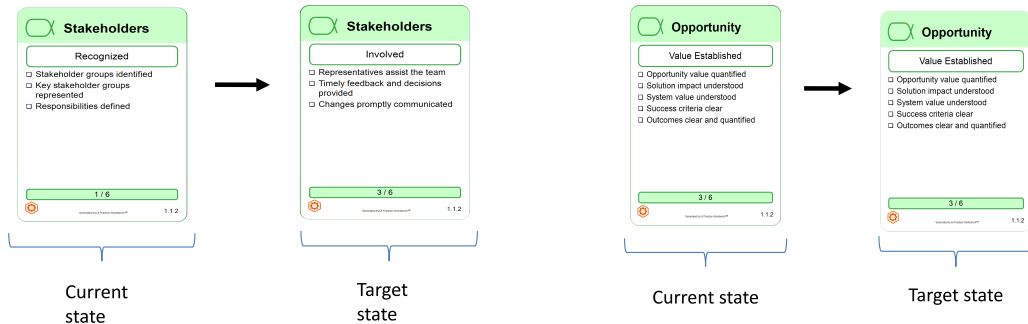 Stakeholders
Recognized
❑ Stakeholder groups identified
❑ Key stakeholder groups
represented
❑ Responsibilities defined
1 / 6
1.1.2
Current
state
Stakeholders
Involved
❑ Representatives assist the team
❑ Timely feedback and decisions
provided
❑ Changes promptly communicated
3 / 6
1.1.2
Target
state
Opportunity
Value Established
❑ Opportunity value quantified
❑ Solution impact understood
❑ System value understood
❑ Success criteria clear
❑ Outcomes clear and quantified
3 / 6
1.1.2
Current state
Opportunity
Value Established
❑ Opportunity value quantified
❑ Solution impact understood
❑ System value understood
❑ Success criteria clear
❑ Outcomes clear and quantified
3 / 6
1.1.2
Target state